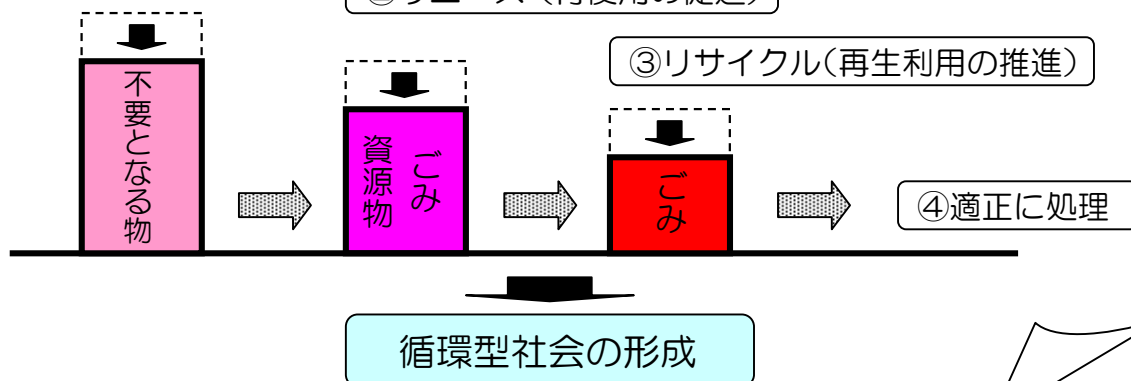 ③リサイクル(再生利用の推進)
不要となる物
ごみ
資源物
ごみ
④適正に処理
循環型社会の形成